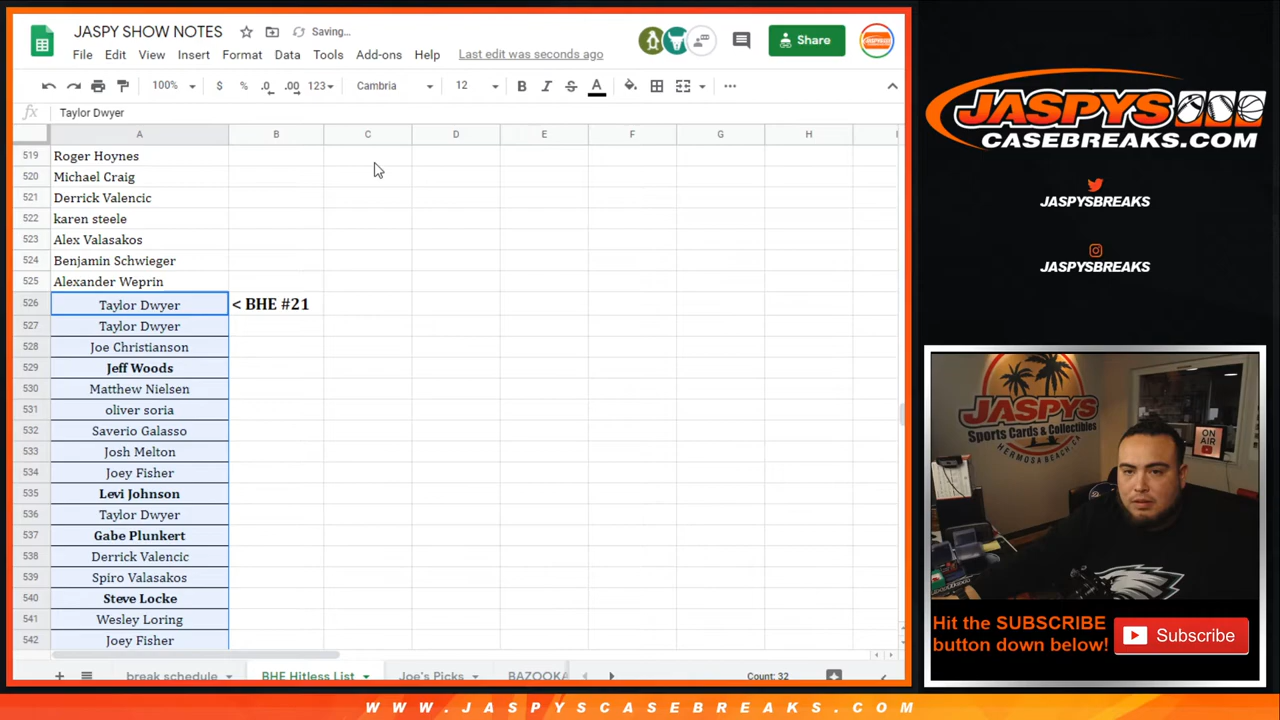 JASPY SHOW NOTES
Saving...
File Edit View Insert Format Data Tools Add-ons Help
Last edit was seconds ago
Share
100% $ % .0 .00 123 Cambria 12 B I S A ...
fx Taylor Dwyer
A B C D E F G H
519 Roger Hoynes
520 Michael Craig
521 Derrick Valencic
522 karen steele
523 Alex Valasakos
524 Benjamin Schwieger
525 Alexander Weprin
526 Taylor Dwyer < BHE #21
527 Taylor Dwyer
528 Joe Christianson
529 Jeff Woods
530 Matthew Nielsen
531 oliver soria
532 Saverio Galasso
533 Josh Melton
534 Joey Fisher
535 Levi Johnson
536 Taylor Dwyer
537 Gabe Plunkert
538 Derrick Valencic
539 Spiro Valasakos
540 Steve Locke
541 Wesley Loring
542 Joey Fisher
+ break schedule BHE Hitless List Joe's Picks BAZOOKA Count: 32
JASPYS
CASEBREAKS.COM
JASPYSBREAKS
JASPYSBREAKS
JASPYS
Sports Cards & Collectibles
HERMOSA BEACH, CA
ON AIR
Hit the SUBSCRIBE
button down below!
Subscribe
WWW.JASPYSCASEBREAKS.COM